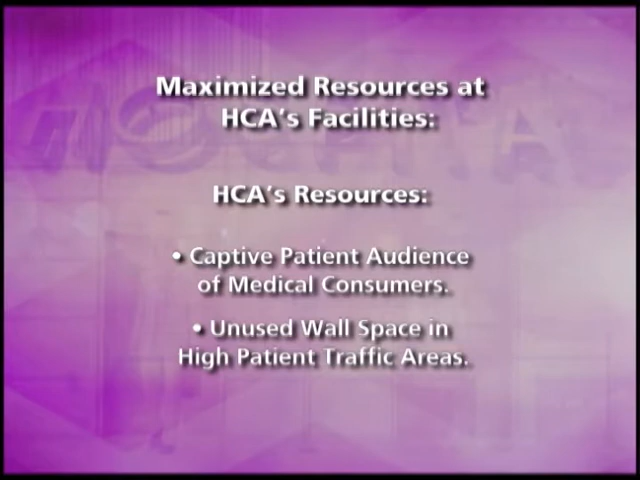 Maximized Resources at
HCA's Facilities:
HCA's Resources:
• Captive Patient Audience
of Medical Consumers.
• Unused Wall Space in
High Patient Traffic Areas.